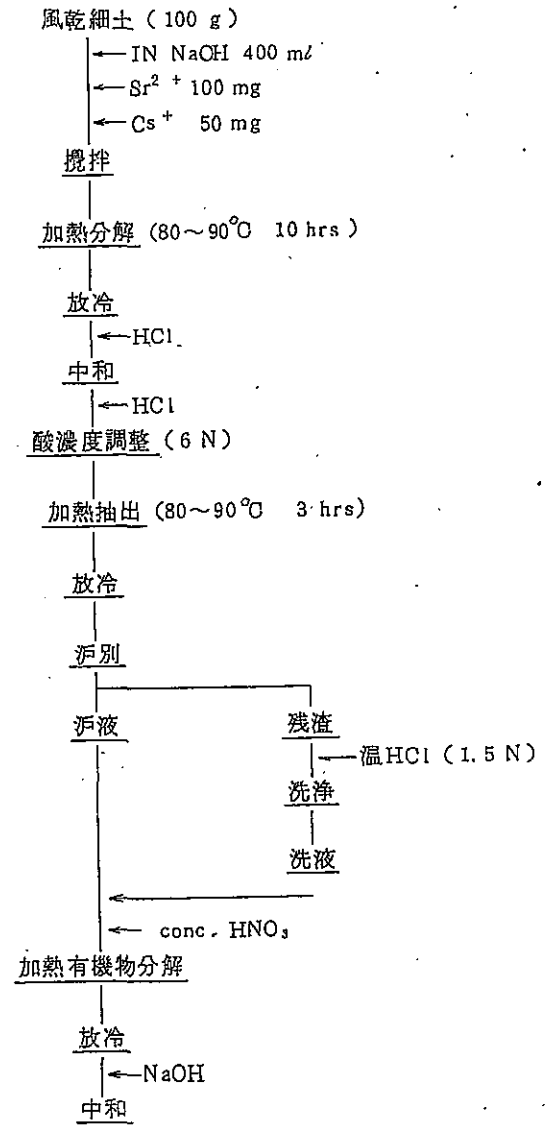 風乾細土 (100 g)
IN NaOH 400 ml
Sr²⁺ 100 mg
Cs⁺ 50 mg
攪拌
加熱分解 (80～90℃ 10 hrs)
放冷
HCl
中和
HCl
酸濃度調整 (6 N)
加熱抽出 (80～90℃ 3 hrs)
放冷
沪別
沪液
残渣
温HCl (1.5 N)
洗浄
洗液
conc. HNO₃
加熱有機物分解
放冷
NaOH
中和